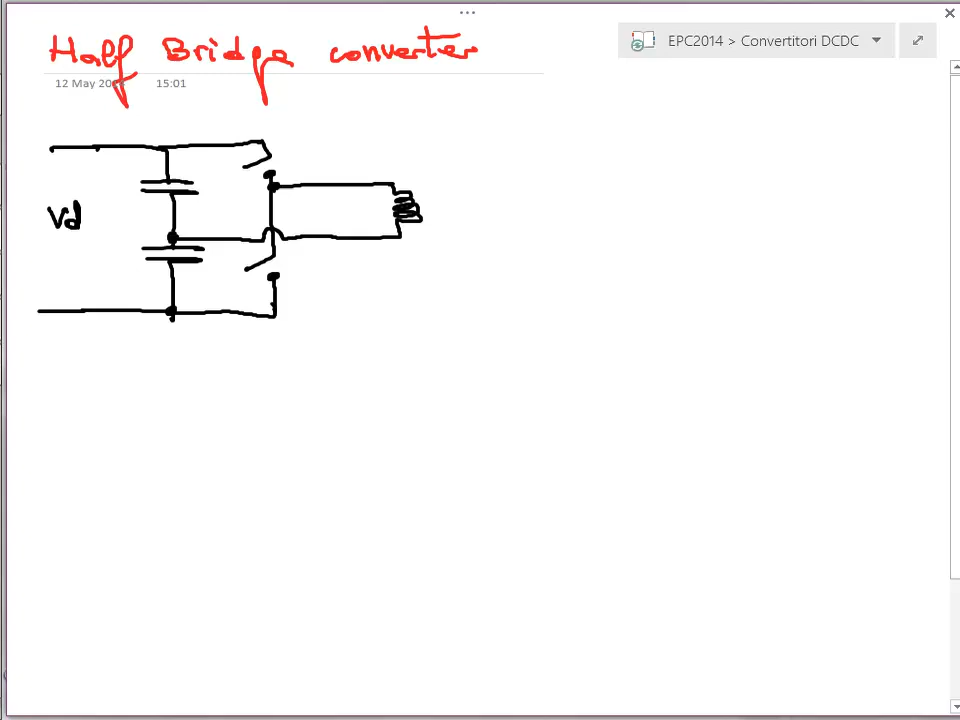 Half Bridge converter
EPC2014 > Convertitori DCDC
12 May 15:01
Vd